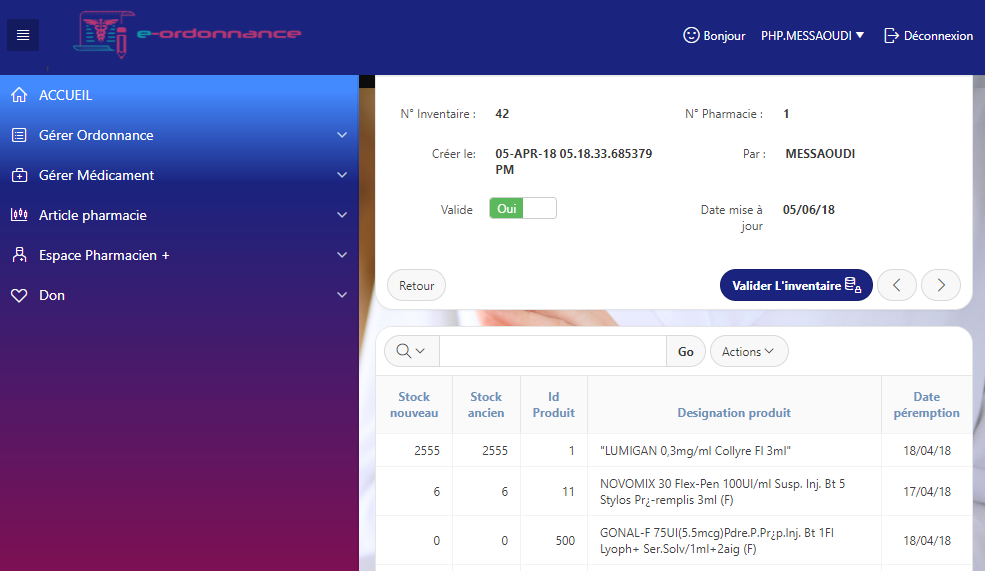 e-ordonnance
Bonjour PHP.MESSAOUDI Déconnexion
ACCUEIL
Gérer Ordonnance
Gérer Médicament
Article pharmacie
Espace Pharmacien +
Don
N° Inventaire : 42 N° Pharmacie : 1
Créer le: 05-APR-18 05.18.33.685379 Par : MESSAOUDI
PM
Valide Oui Date mise à 05/06/18
jour
Retour Valider L'inventaire
Go Actions
Stock Stock Id Date
nouveau ancien Produit Designation produit péremption
2555 2555 1 "LUMIGAN 0,3mg/ml Collyre Fl 3ml" 18/04/18
NOVOMIX 30 Flex-Pen 100UI/ml Susp. Inj. Bt 5
6 6 11 17/04/18
Stylos Pr¿-remplis 3ml (F)
GONAL-F 75UI(5.5mcg)Pdre.P.Pr¿p.Inj. Bt 1Fl
0 0 500 18/04/18
Lyoph+ Ser.Solv/1ml+2aig (F)